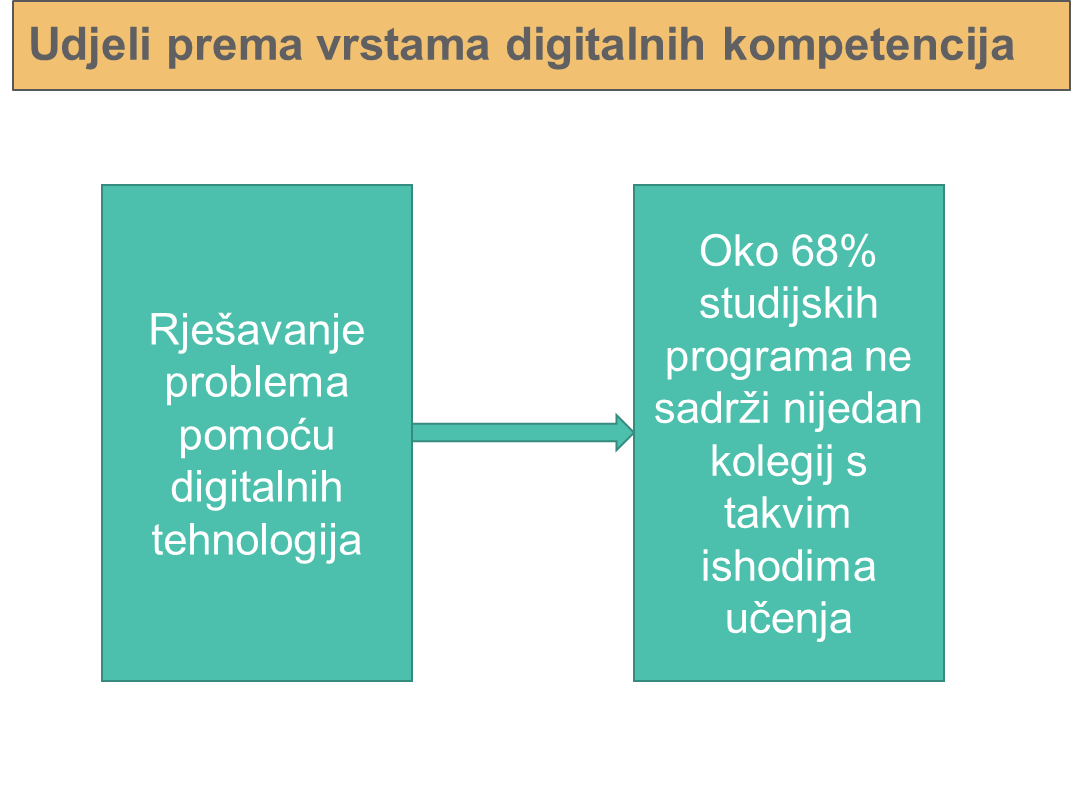 Udjeli prema vrstama digitalnih kompetencija
Rješavanje
problema
pomoću
digitalnih
tehnologija
Oko 68%
studijskih
programa ne
sadrži nijedan
kolegij s
takvim
ishodima
učenja